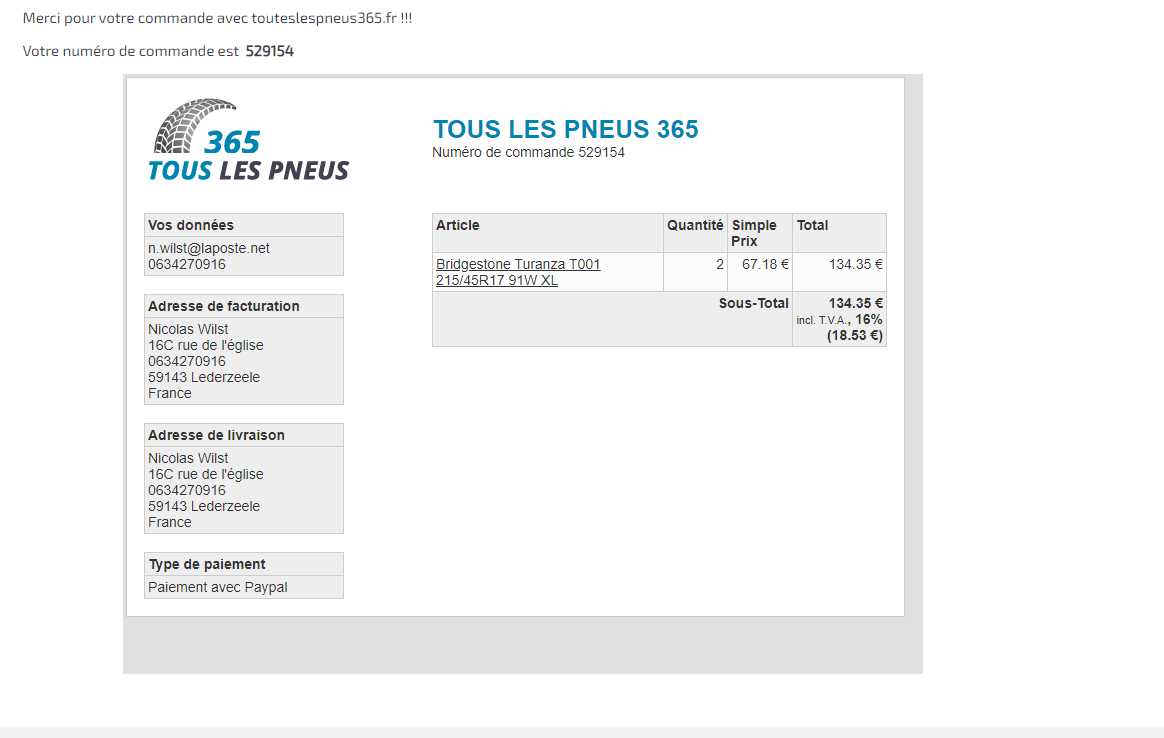 Merci pour votre commande avec touteslespneus365.fr !!!
Votre numéro de commande est 529154
365
TOUS LES PNEUS
TOUS LES PNEUS 365
Numéro de commande 529154
Vos données
n.wilst@laposte.net
0634270916
Adresse de facturation
Nicolas Wilst
16C rue de l'église
0634270916
59143 Lederzeele
France
Adresse de livraison
Nicolas Wilst
16C rue de l'église
0634270916
59143 Lederzeele
France
Type de paiement
Paiement avec Paypal
Article Quantité Simple Prix Total
Bridgestone Turanza T001 2 67.18 € 134.35 €
215/45R17 91W XL
Sous-Total 134.35 €
incl. T.V.A., 16%
(18.53 €)